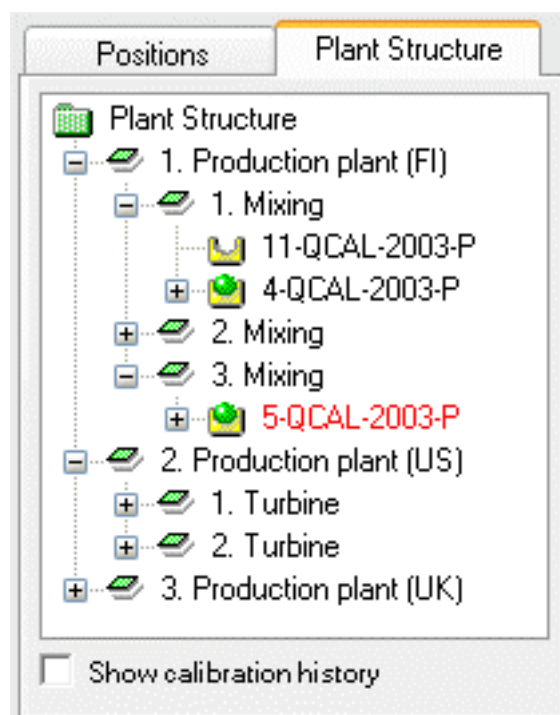 Positions
Plant Structure
Plant Structure
1. Production plant (FI)
1. Mixing
11-QCAL-2003-P
4-QCAL-2003-P
2. Mixing
3. Mixing
5-QCAL-2003-P
2. Production plant (US)
1. Turbine
2. Turbine
3. Production plant (UK)
Show calibration history